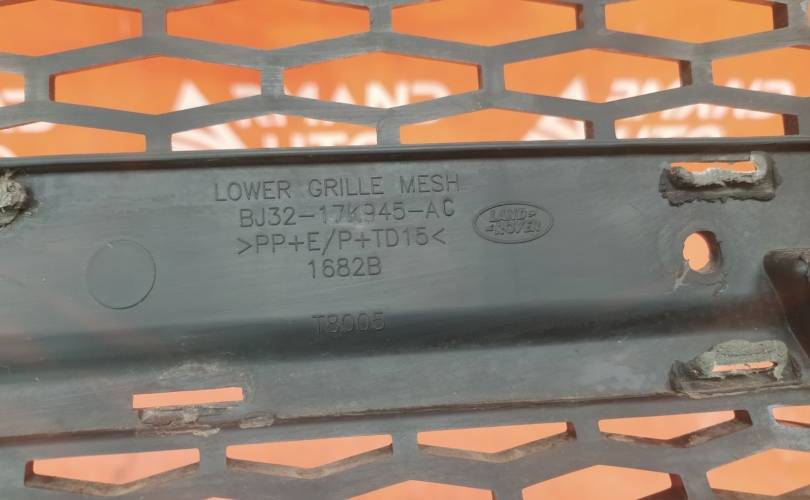 LOWER GRILLE MESH
BJ32-17K945-AC
>PP+E/P+TD15<
1682B
LAND-
-ROVER
T8005